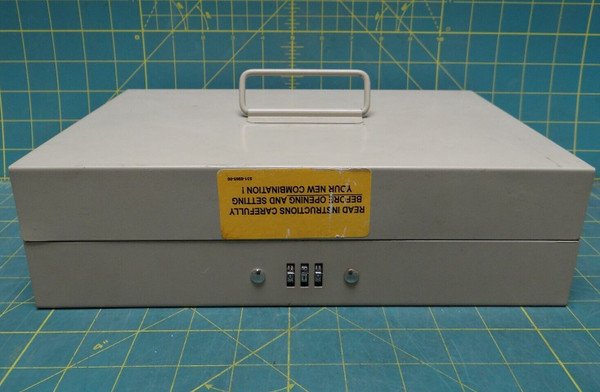 READ INSTRUCTIONS CAREFULLY
BEFORE OPENING AND SETTING
YOUR NEW COMBINATION !